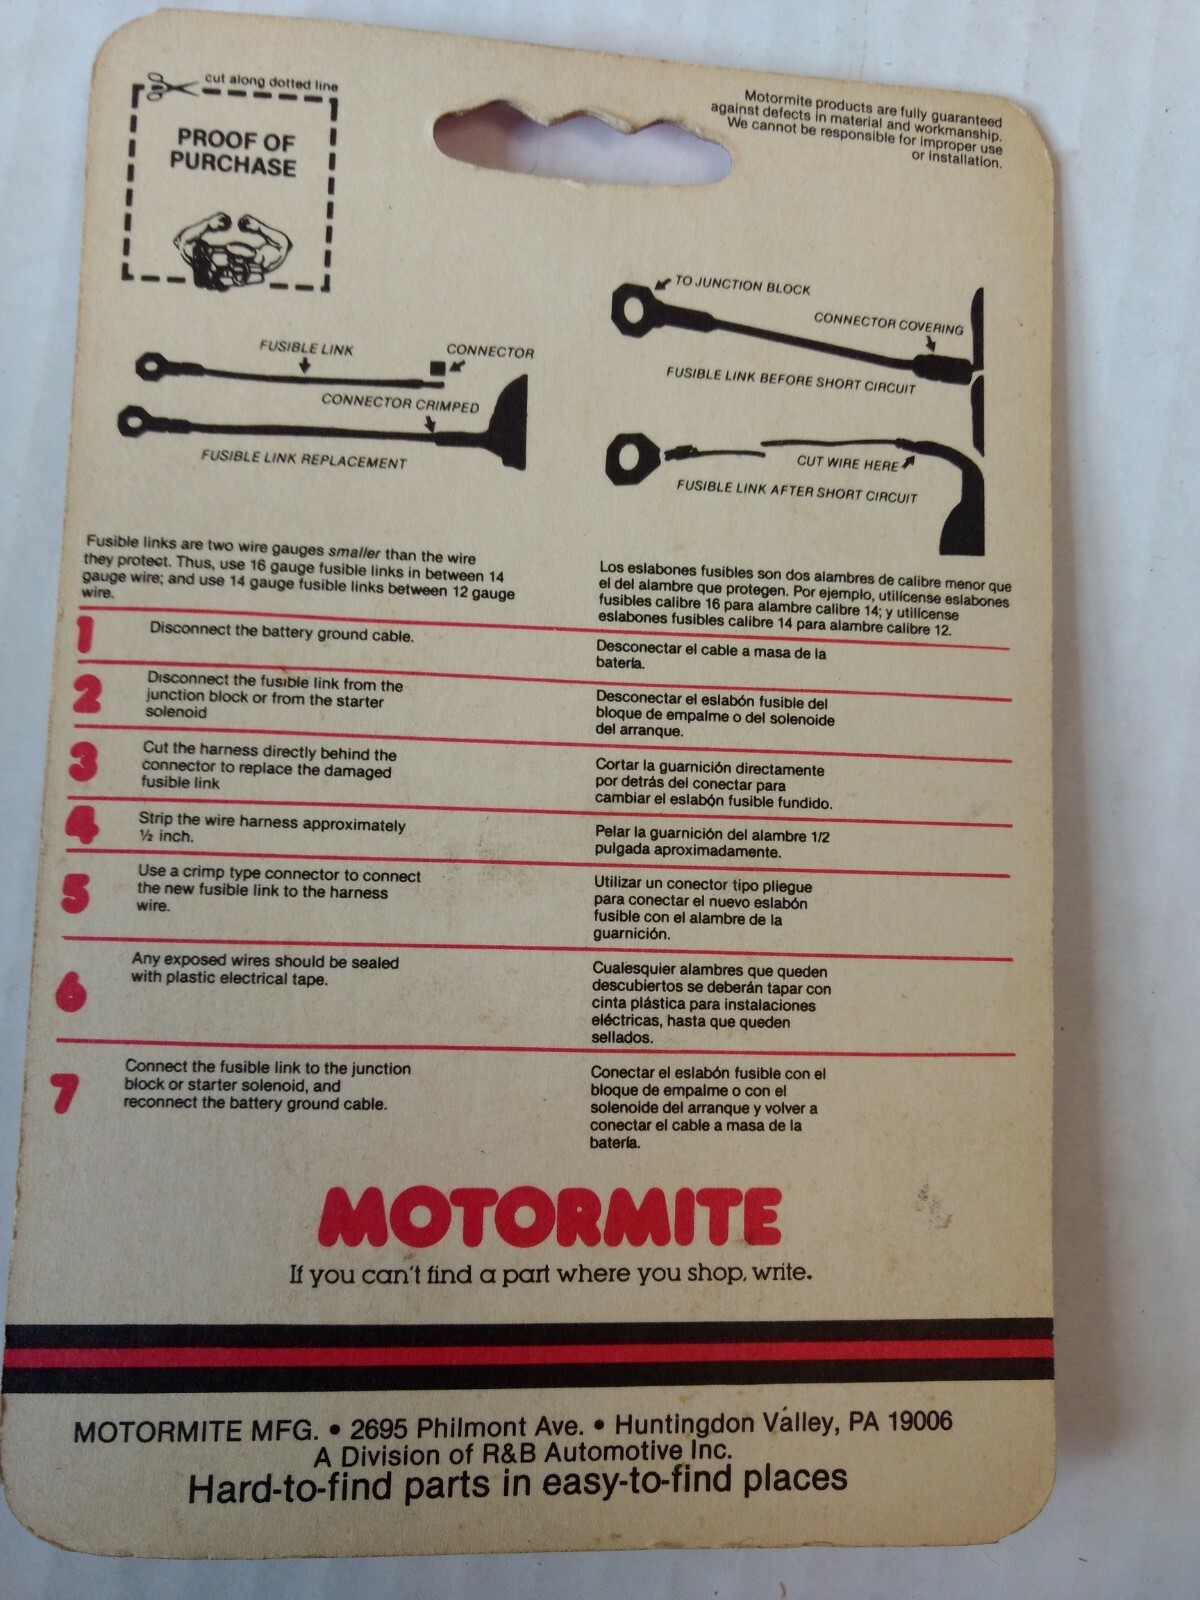 cut along dotted line
PROOF OF
PURCHASE
Motormite products are fully guaranteed
against defects in material and workmanship.
We cannot be responsible for improper use
or installation.
FUSIBLE LINK
CONNECTOR
CONNECTOR CRIMPED
FUSIBLE LINK REPLACEMENT
TO JUNCTION BLOCK
CONNECTOR COVERING
FUSIBLE LINK BEFORE SHORT CIRCUIT
CUT WIRE HERE
FUSIBLE LINK AFTER SHORT CIRCUIT
Fusible links are two wire gauges smaller than the wire
they protect. Thus, use 16 gauge fusible links in between 14
gauge wire; and use 14 gauge fusible links between 12 gauge
wire.
Los eslabones fusibles son dos alambres de calibre menor que
el del alambre que protegen. Por ejemplo, utilícense eslabones
fusibles calibre 16 para alambre calibre 14; y utilícense
eslabones fusibles calibre 14 para alambre calibre 12.
1
Disconnect the battery ground cable.
Desconectar el cable a masa de la
batería.
2
Disconnect the fusible link from the
junction block or from the starter
solenoid
Desconectar el eslabón fusible del
bloque de empalme o del solenoide
del arranque.
3
Cut the harness directly behind the
connector to replace the damaged
fusible link
Cortar la guarnición directamente
por detrás del conectar para
cambiar el eslabón fusible fundido.
4
Strip the wire harness approximately
½ inch.
Pelar la guarnición del alambre 1/2
pulgada aproximadamente.
5
Use a crimp type connector to connect
the new fusible link to the harness
wire.
Utilizar un conector tipo pliegue
para conectar el nuevo eslabón
fusible con el alambre de la
guarnición.
6
Any exposed wires should be sealed
with plastic electrical tape.
Cualesquier alambres que queden
descubiertos se deberán tapar con
cinta plástica para instalaciones
eléctricas, hasta que queden
sellados.
7
Connect the fusible link to the junction
block or starter solenoid, and
reconnect the battery ground cable.
Conectar el eslabón fusible con el
bloque de empalme o con el
solenoide del arranque y volver a
conectar el cable a masa de la
batería.
MOTORMITE
If you can't find a part where you shop, write.
MOTORMITE MFG. • 2695 Philmont Ave. • Huntingdon Valley, PA 19006
A Division of R&B Automotive Inc.
Hard-to-find parts in easy-to-find places